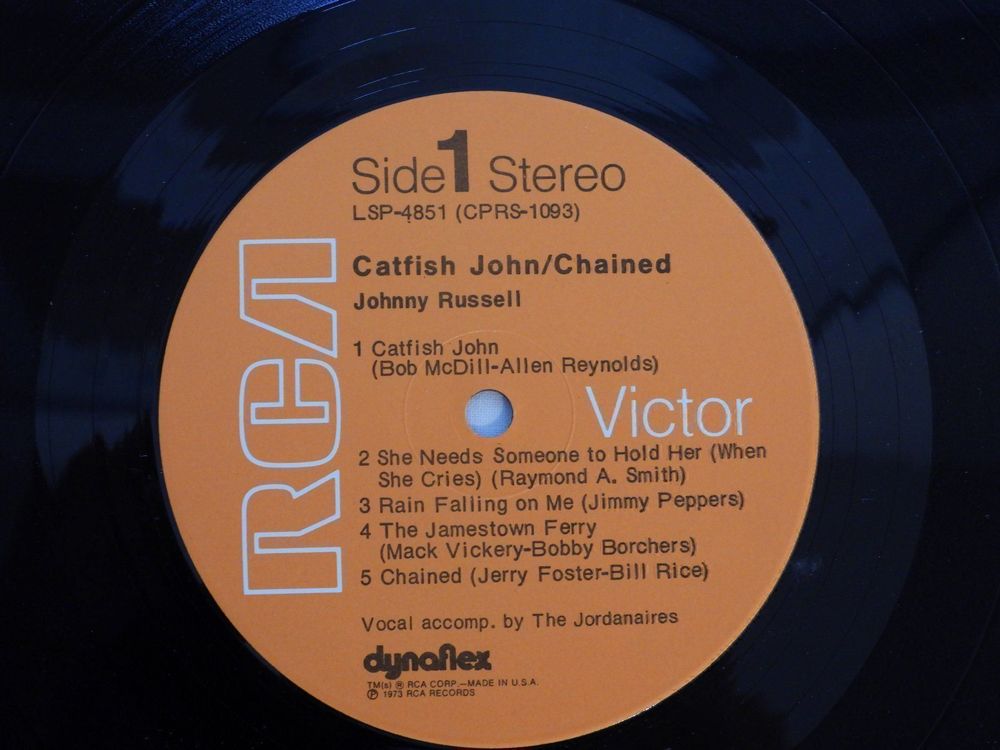 Side 1 Stereo
LSP-4851 (CPRS-1093)
Catfish John/Chained
Johnny Russell
1 Catfish John
(Bob McDill-Allen Reynolds)
RCA
Victor
2 She Needs Someone to Hold Her (When
She Cries) (Raymond A. Smith)
3 Rain Falling on Me (Jimmy Peppers)
4 The Jamestown Ferry
(Mack Vickery-Bobby Borchers)
5 Chained (Jerry Foster-Bill Rice)
Vocal accomp. by The Jordanaires
dynaflex
TM(s) ® RCA CORP.—MADE IN U.S.A.
℗ 1973 RCA RECORDS